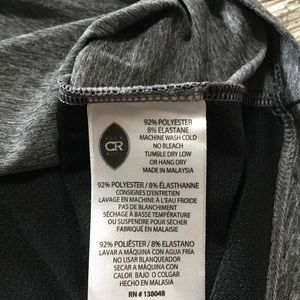 CR
92% POLYESTER
8% ELASTANE
MACHINE WASH COLD
NO BLEACH
TUMBLE DRY LOW
OR HANG DRY
MADE IN MALAYSIA
92% POLYESTER / 8% ÉLASTHANNE
CONSIGNES D'ENTRETIEN
LAVAGE EN MACHINE À L'EAU FROIDE
PAS DE BLANCHIMENT
SÉCHAGE À BASSE TEMPÉRATURE
OU SUSPENDRE POUR SÉCHER
FABRIQUÉ EN MALAISIE
92% POLIÉSTER / 8% ELASTANO
LAVAR A MÁQUINA CON AGUA FRÍA
NO USAR BLANQUEADOR
SECAR A MÁQUINA CON
CALOR BAJO O COLGAR
HECHO EN MALASIA
RN # 138048